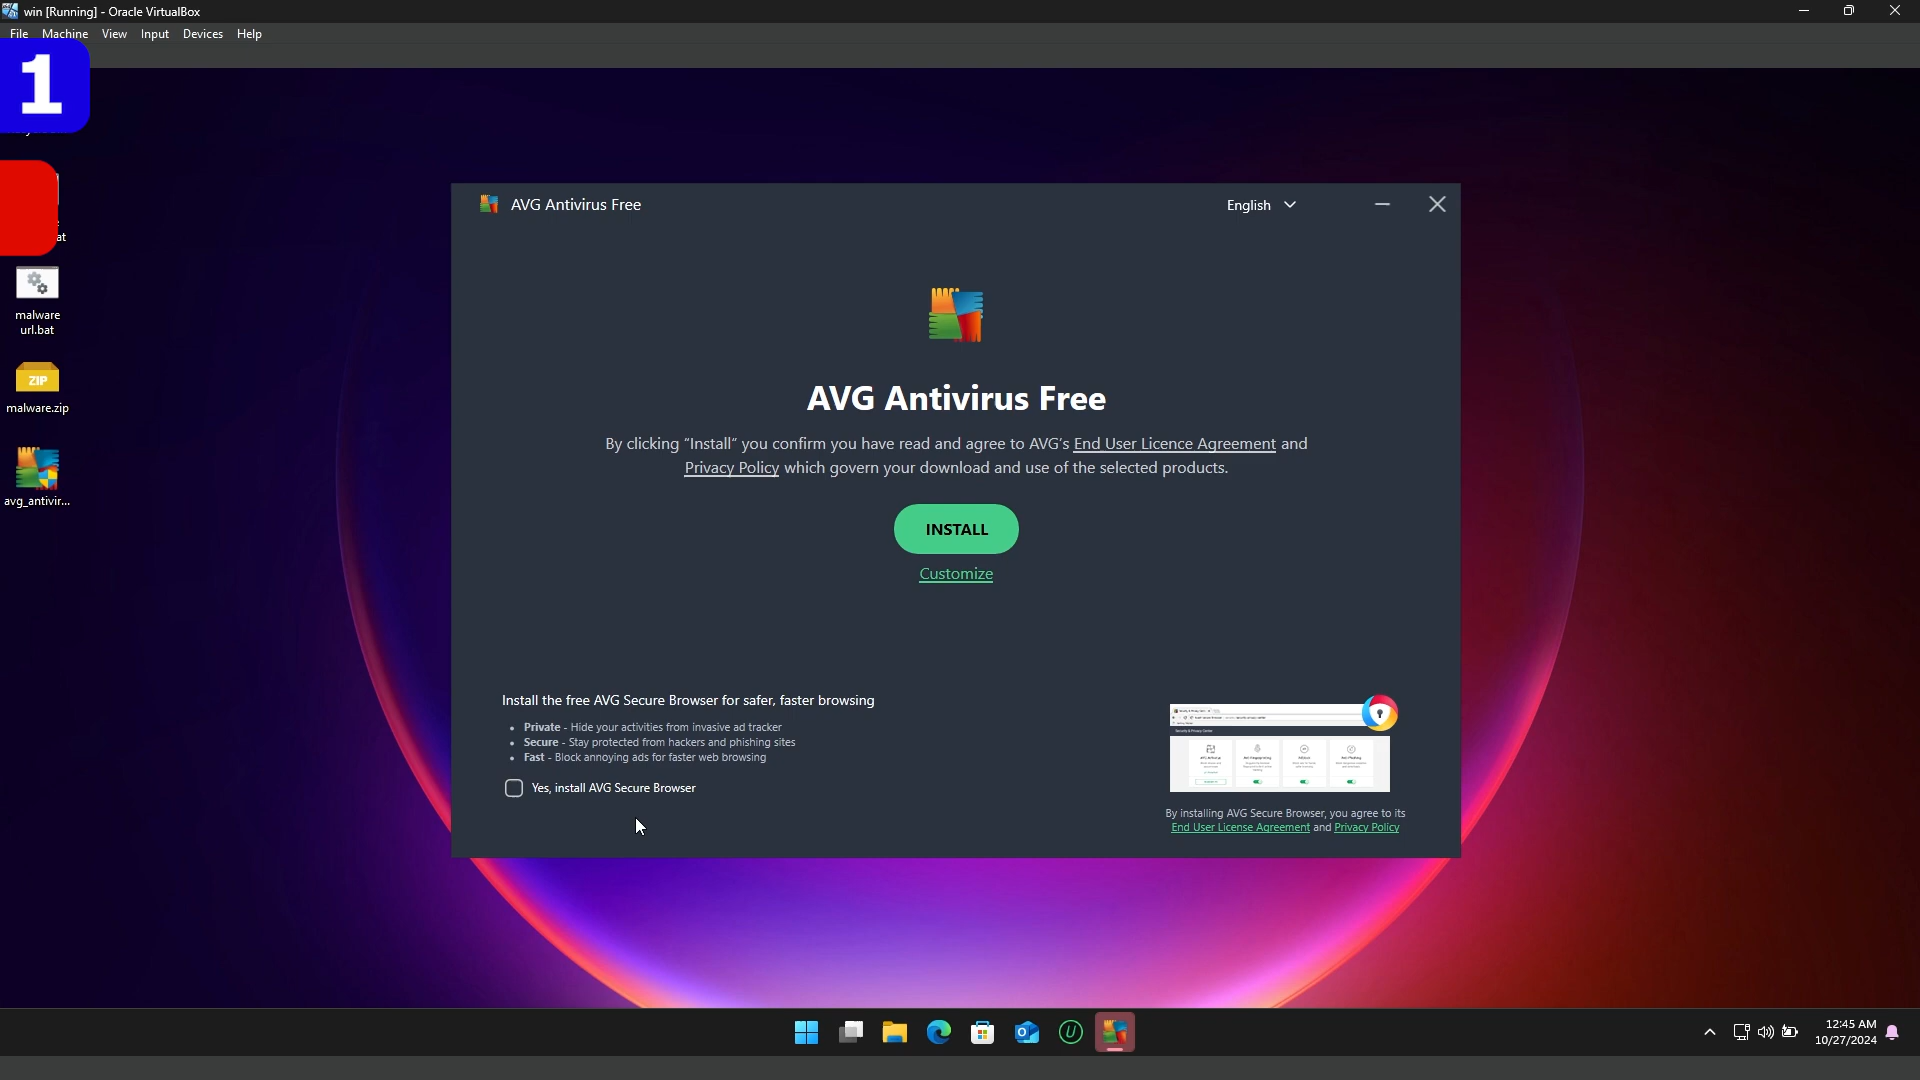 win [Running] - Oracle VirtualBox
File Machine View Input Devices Help
1
at
malware
url.bat
ZIP
malware.zip
avg_antivir...
AVG Antivirus Free
English
AVG Antivirus Free
By clicking "Install" you confirm you have read and agree to AVG's End User Licence Agreement and
Privacy Policy which govern your download and use of the selected products.
INSTALL
Customize
Install the free AVG Secure Browser for safer, faster browsing
• Private - Hide your activities from invasive ad tracker
• Secure - Stay protected from hackers and phishing sites
• Fast - Block annoying ads for faster web browsing
Yes, install AVG Secure Browser
By installing AVG Secure Browser, you agree to its
End User License Agreement and Privacy Policy
12:45 AM
10/27/2024